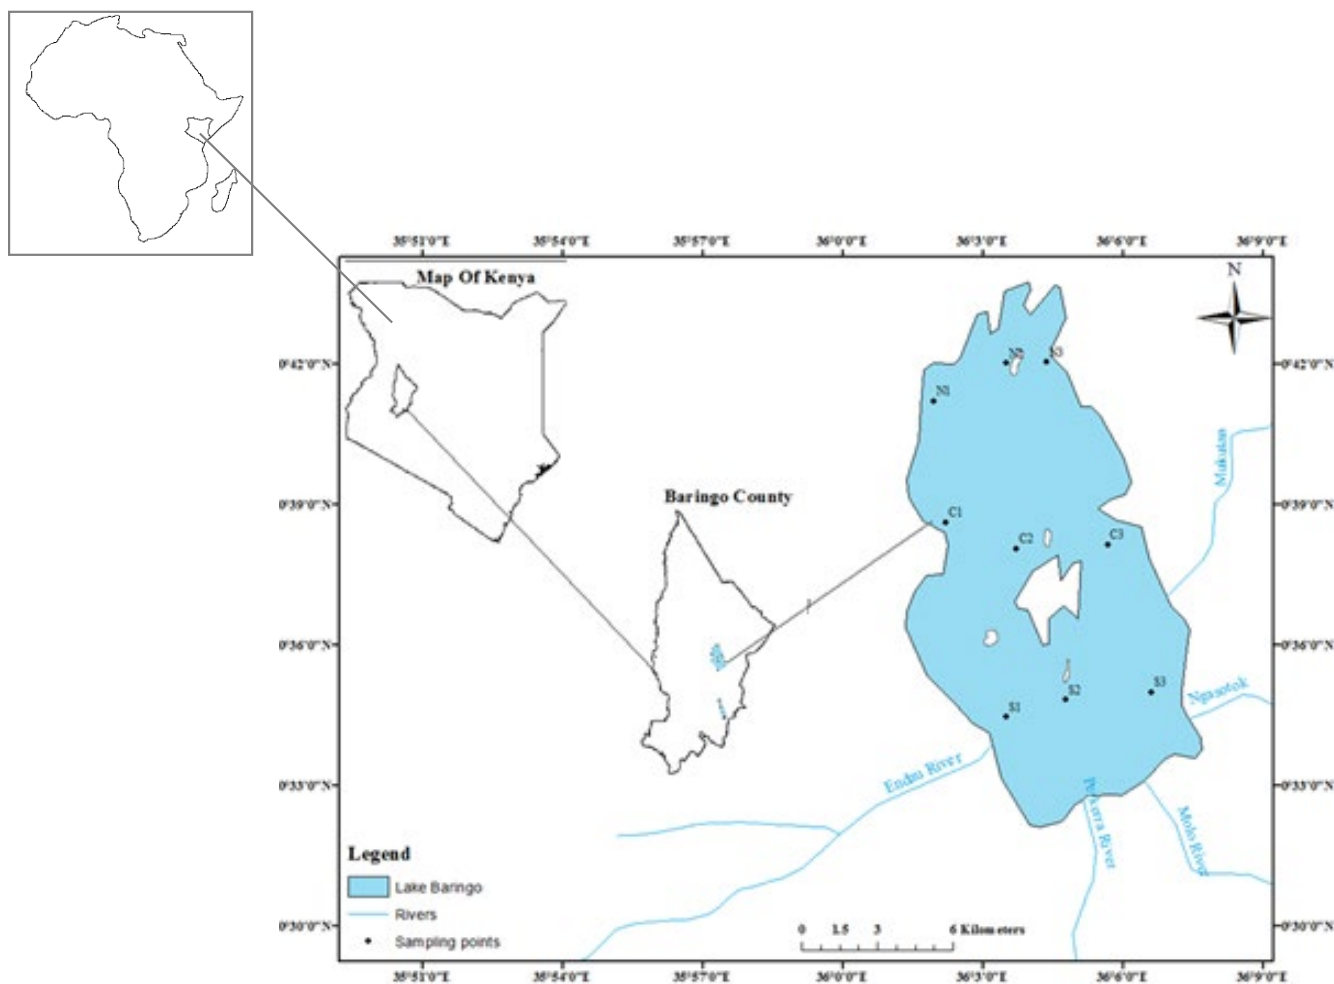 35°51'0"E 35°54'0"E 35°57'0"E 36°0'0"E 36°3'0"E 36°6'0"E 36°9'0"E
Map Of Kenya
N
N2 N3
0°42'0"N 0°42'0"N
N1
Mukutan
Baringo County
0°39'0"N 0°39'0"N
C1
C2 C3
0°36'0"N 0°36'0"N
S3
Ngasotok
S2
S1
Endau River
0°33'0"N 0°33'0"N
Perkerra River
Molo River
Legend
Lake Baringo
Rivers
Sampling points
0 1.5 3 6 Kilometers
0°30'0"N 0°30'0"N
35°51'0"E 35°54'0"E 35°57'0"E 36°0'0"E 36°3'0"E 36°6'0"E 36°9'0"E